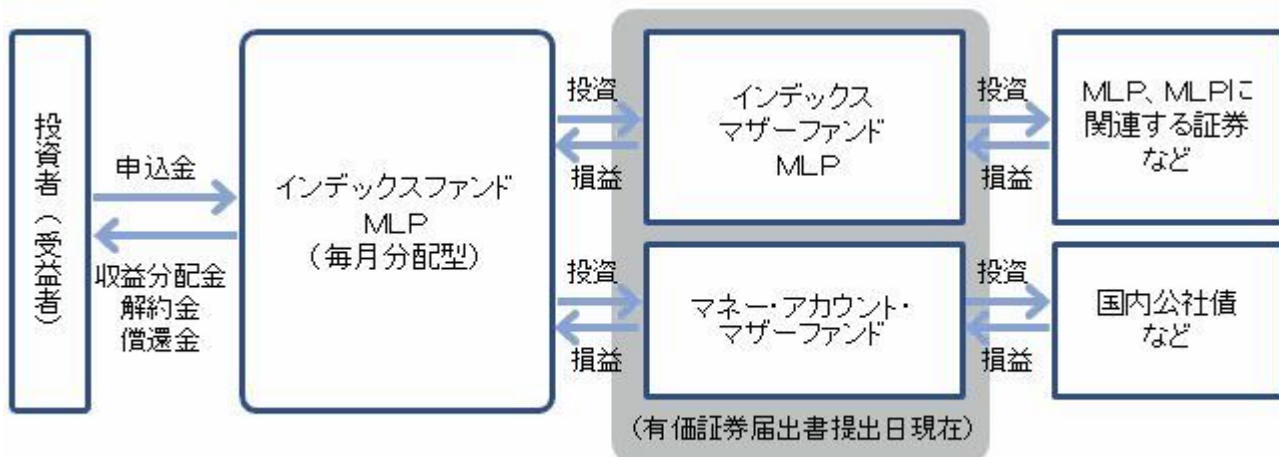 投資者（受益者）
申込金
収益分配金
解約金
償還金
インデックスファンド
MLP
（毎月分配型）
投資
損益
インデックス
マザーファンド
MLP
投資
損益
MLP、MLPに
関連する証券
など
投資
損益
マネー・アカウント・
マザーファンド
投資
損益
国内公社債
など
（有価証券届出書提出日現在）